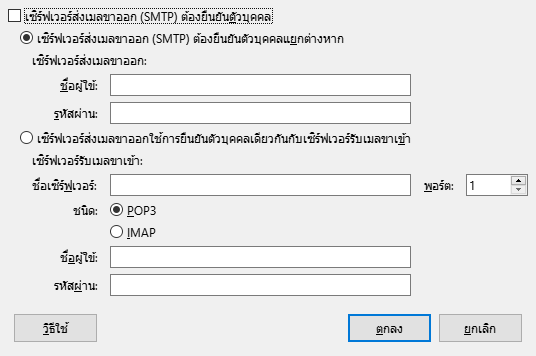 เซิร์ฟเวอร์ส่งเมลขาออก (SMTP) ต้องยืนยันตัวบุคคล
เซิร์ฟเวอร์ส่งเมลขาออก (SMTP) ต้องยืนยันตัวบุคคลแยกต่างหาก
เซิร์ฟเวอร์ส่งเมลขาออก:
ชื่อผู้ใช้:
รหัสผ่าน:
เซิร์ฟเวอร์ส่งเมลขาออกใช้การยืนยันตัวบุคคลเดียวกันกับเซิร์ฟเวอร์รับเมลขาเข้า
เซิร์ฟเวอร์รับเมลขาเข้า:
ชื่อเซิร์ฟเวอร์: พอร์ต: 1
ชนิด: POP3
IMAP
ชื่อผู้ใช้:
รหัสผ่าน:
วิธีใช้ ตกลง ยกเลิก